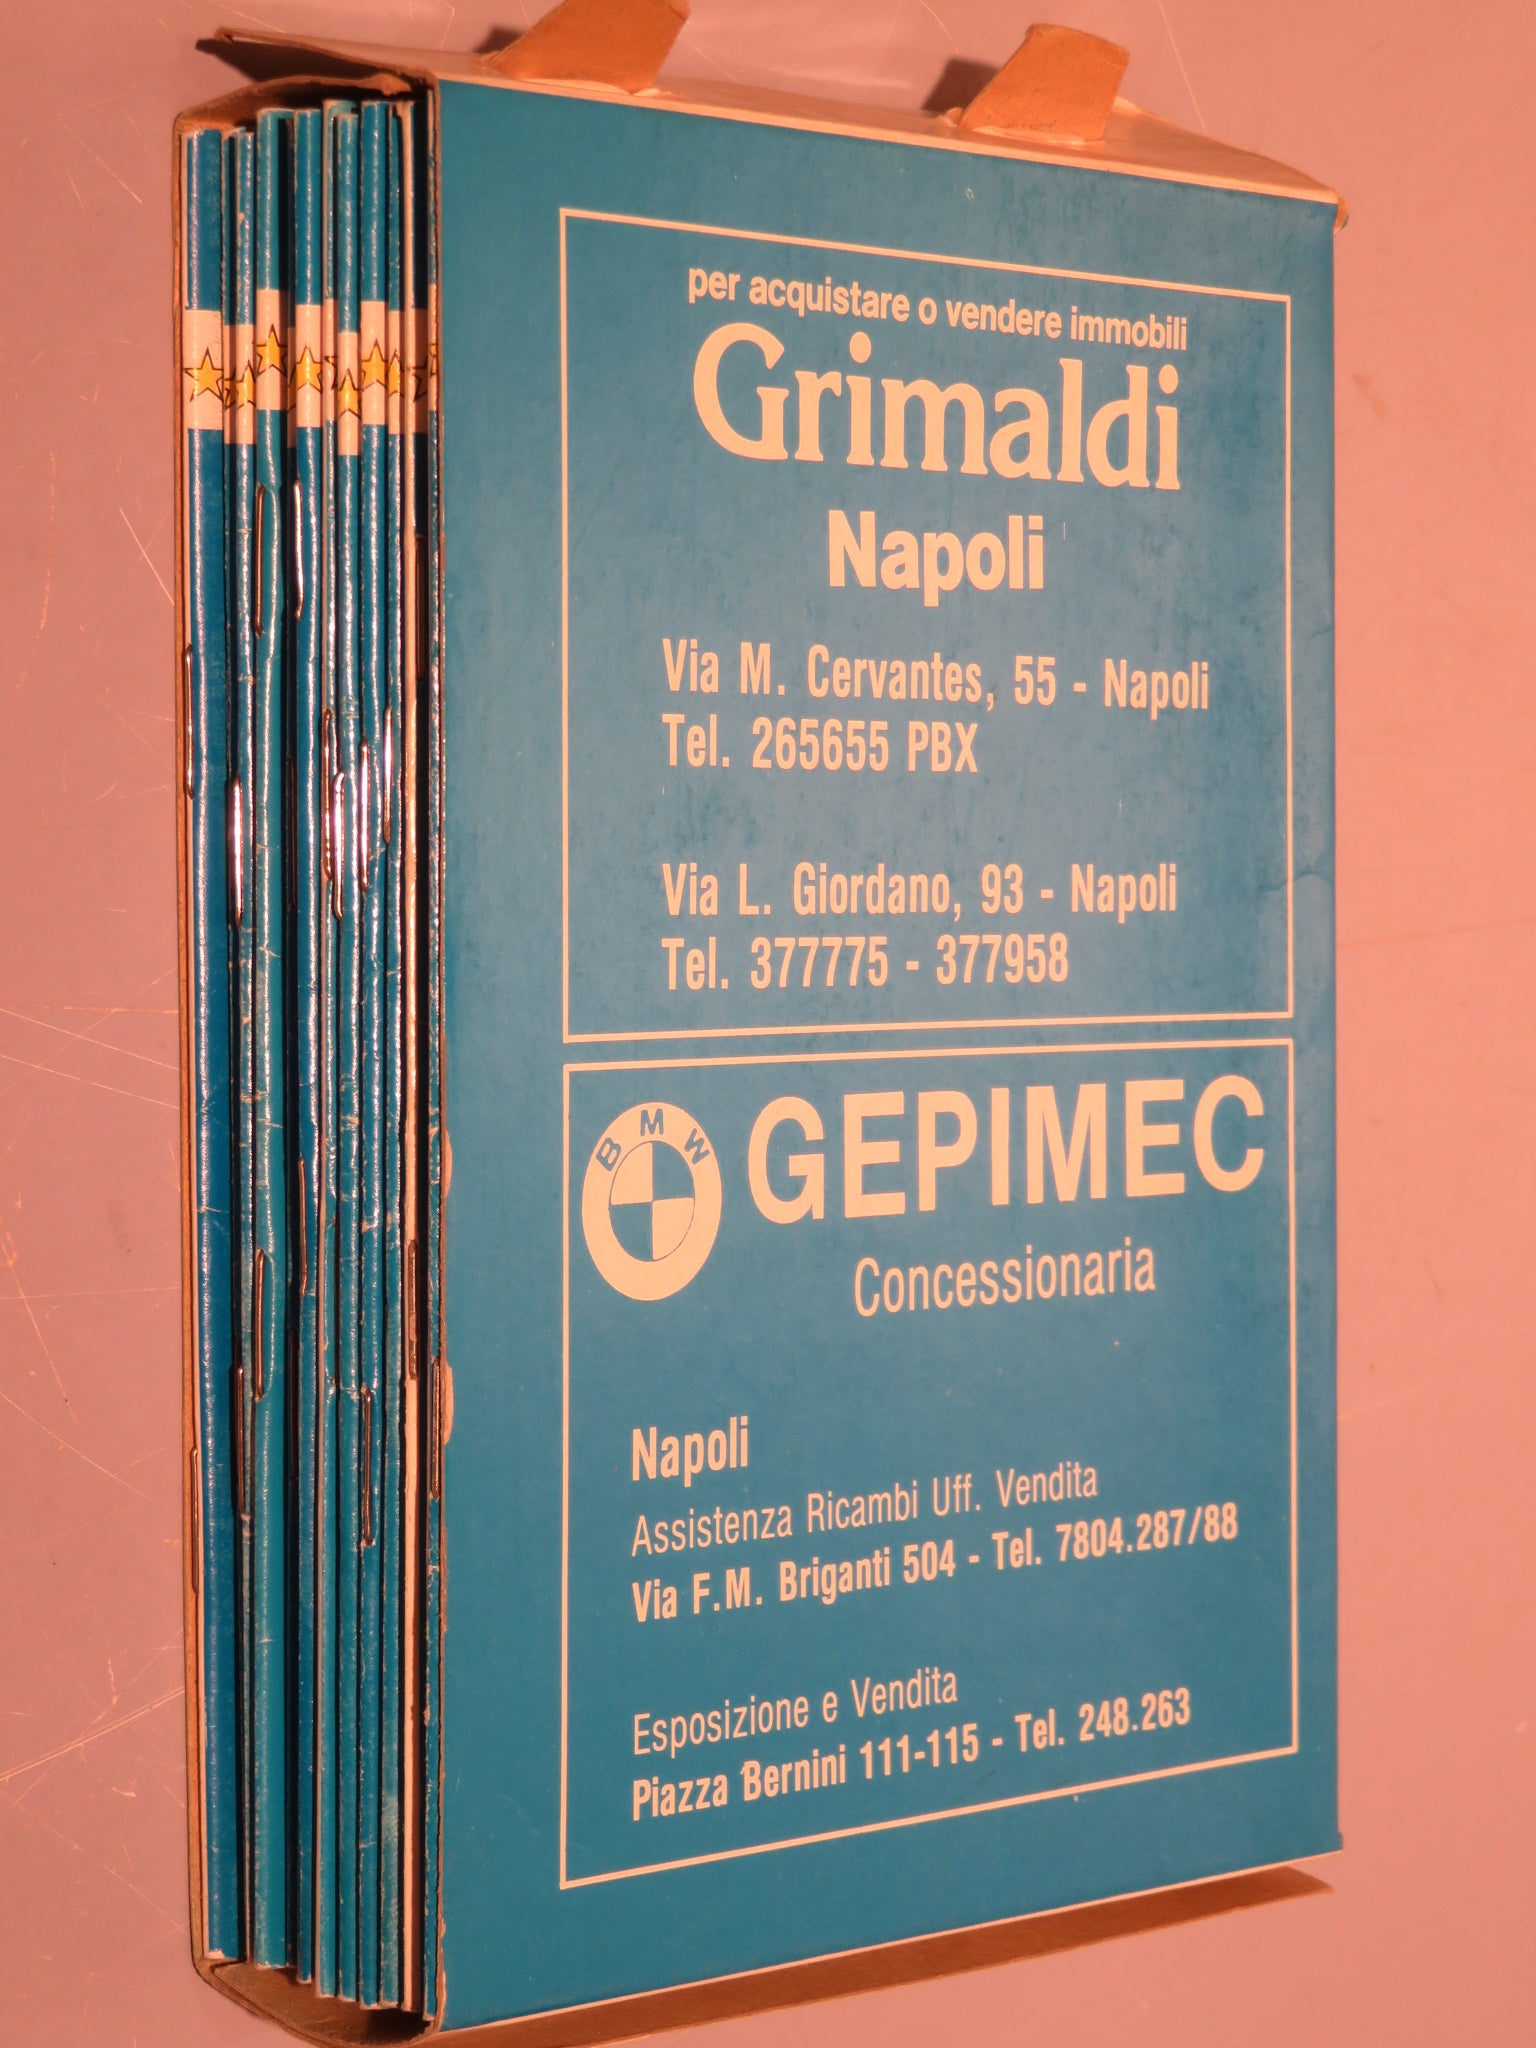 per acquistare o vendere immobili
Grimaldi
Napoli
Via M. Cervantes, 55 - Napoli
Tel. 265655 PBX
Via L. Giordano, 93 - Napoli
Tel. 377775 - 377958
BMW
GEPIMEC
Concessionaria
Napoli
Assistenza Ricambi Uff. Vendita
Via F.M. Briganti 504 - Tel. 7804.287/88
Esposizione e Vendita
Piazza Bernini 111-115 - Tel. 248.263